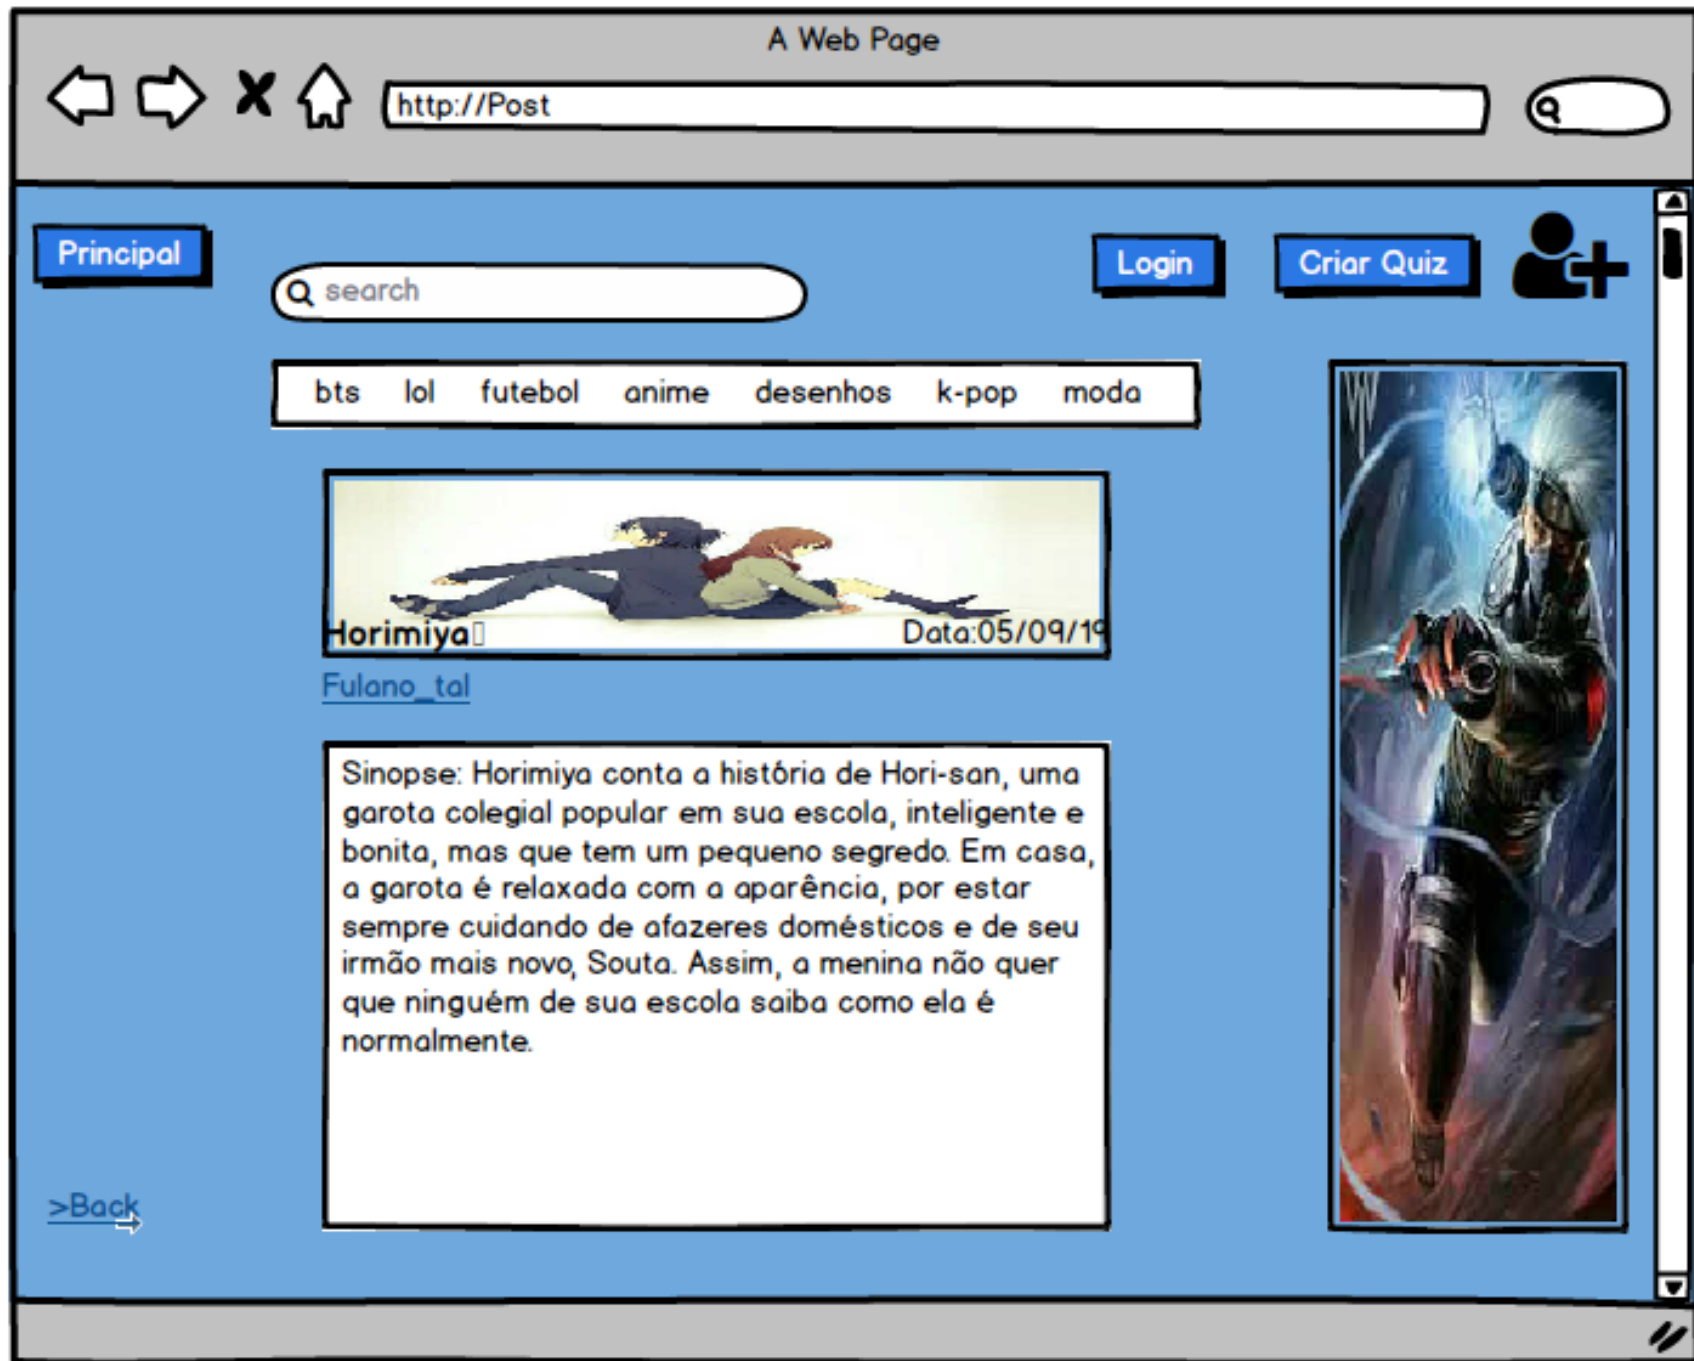 A Web Page
http://Post
Principal
search
Login
Criar Quiz
bts lol futebol anime desenhos k-pop moda
Horimiya
Data:05/09/19
Fulano_tal
Sinopse: Horimiya conta a história de Hori-san, uma
garota colegial popular em sua escola, inteligente e
bonita, mas que tem um pequeno segredo. Em casa,
a garota é relaxada com a aparência, por estar
sempre cuidando de afazeres domésticos e de seu
irmão mais novo, Souta. Assim, a menina não quer
que ninguém de sua escola saiba como ela é
normalmente.
>Back